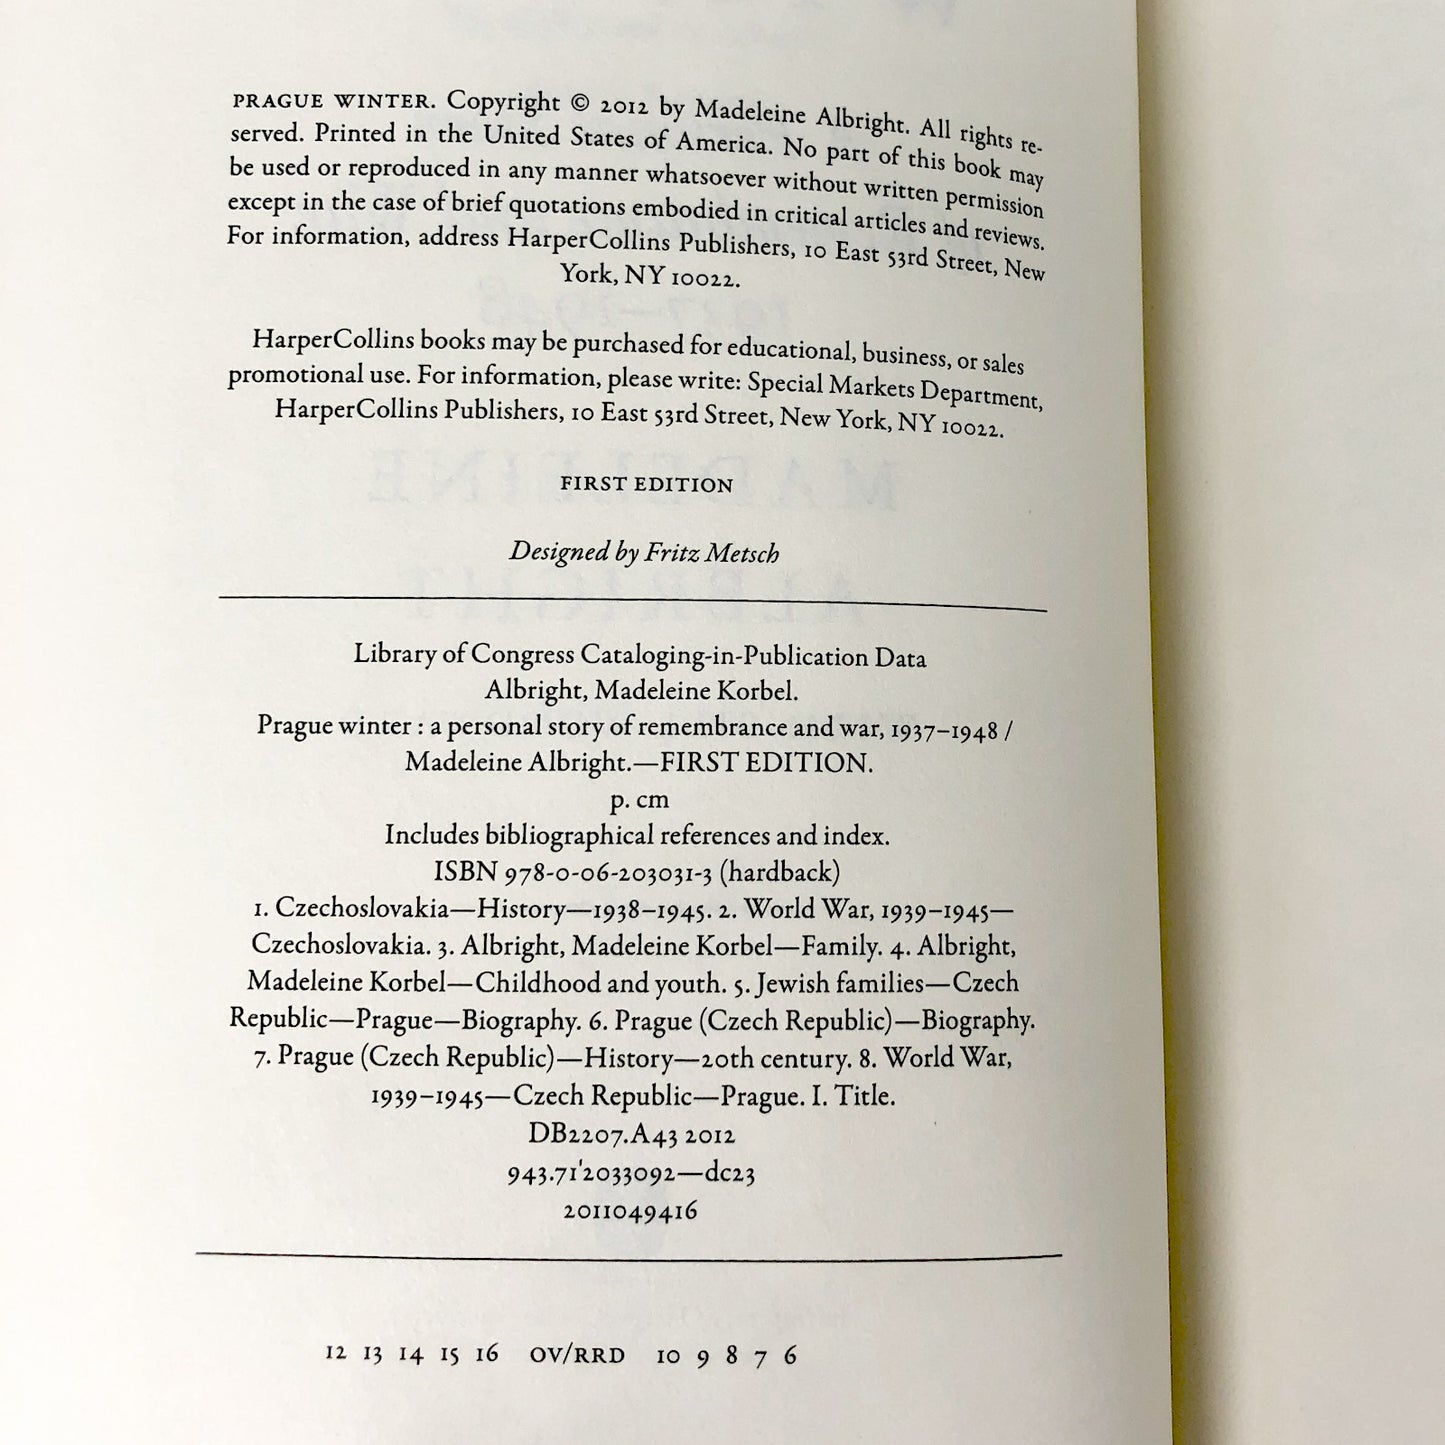 PRAGUE WINTER. Copyright © 2012 by Madeleine Albright. All rights re-
served. Printed in the United States of America. No part of this book may
be used or reproduced in any manner whatsoever without written permission
except in the case of brief quotations embodied in critical articles and reviews.
For information, address HarperCollins Publishers, 10 East 53rd Street, New
York, NY 10022.
HarperCollins books may be purchased for educational, business, or sales
promotional use. For information, please write: Special Markets Department,
HarperCollins Publishers, 10 East 53rd Street, New York, NY 10022.
FIRST EDITION
Designed by Fritz Metsch
Library of Congress Cataloging-in-Publication Data
Albright, Madeleine Korbel.
Prague winter : a personal story of remembrance and war, 1937–1948 /
Madeleine Albright.—FIRST EDITION.
p. cm
Includes bibliographical references and index.
ISBN 978-0-06-203031-3 (hardback)
1. Czechoslovakia—History—1938–1945. 2. World War, 1939–1945—
Czechoslovakia. 3. Albright, Madeleine Korbel—Family. 4. Albright,
Madeleine Korbel—Childhood and youth. 5. Jewish families—Czech
Republic—Prague—Biography. 6. Prague (Czech Republic)—Biography.
7. Prague (Czech Republic)—History—20th century. 8. World War,
1939–1945—Czech Republic—Prague. I. Title.
DB2207.A43 2012
943.71'2033092—dc23
2011049416
12 13 14 15 16 OV/RRD 10 9 8 7 6